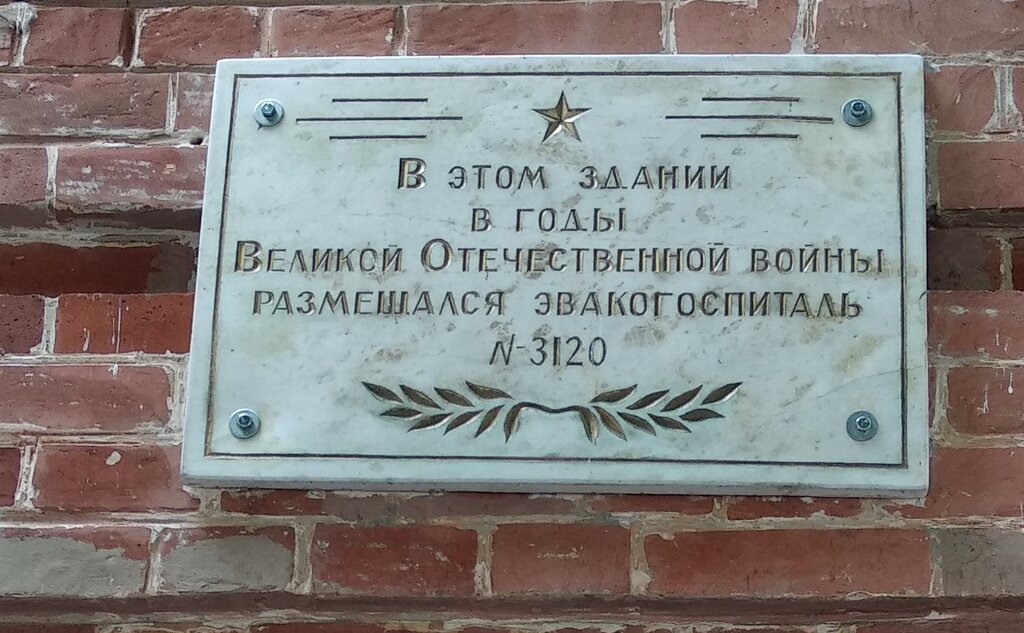 В ЭТОМ ЗДАНИИ
В ГОДЫ
ВЕЛИКОЙ ОТЕЧЕСТВЕННОЙ ВОЙНЫ
РАЗМЕЩАЛСЯ ЭВАКОГОСПИТАЛЬ
N-3120